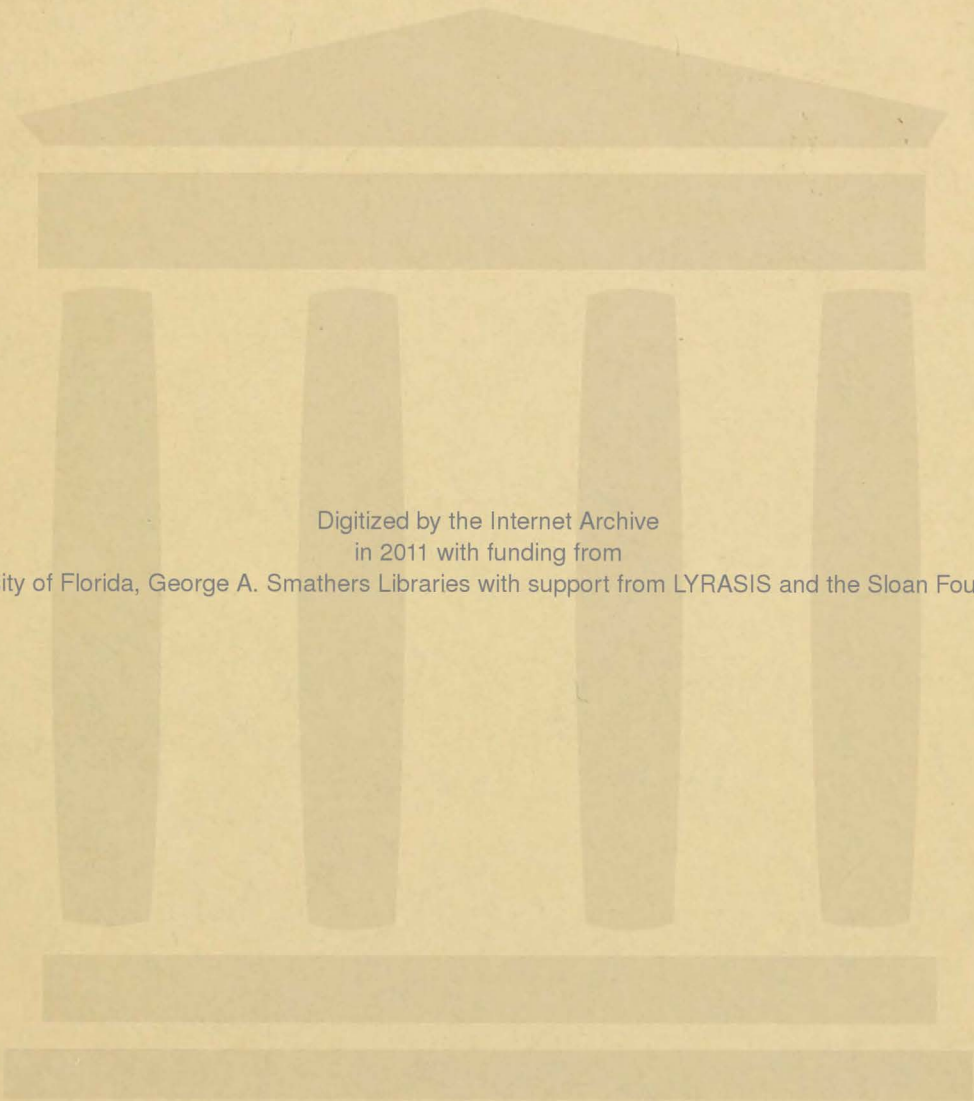 Digitized by the Internet Archive
in 2011 with funding from
ity of Florida, George A. Smathers Libraries with support from LYRASIS and the Sloan Fou